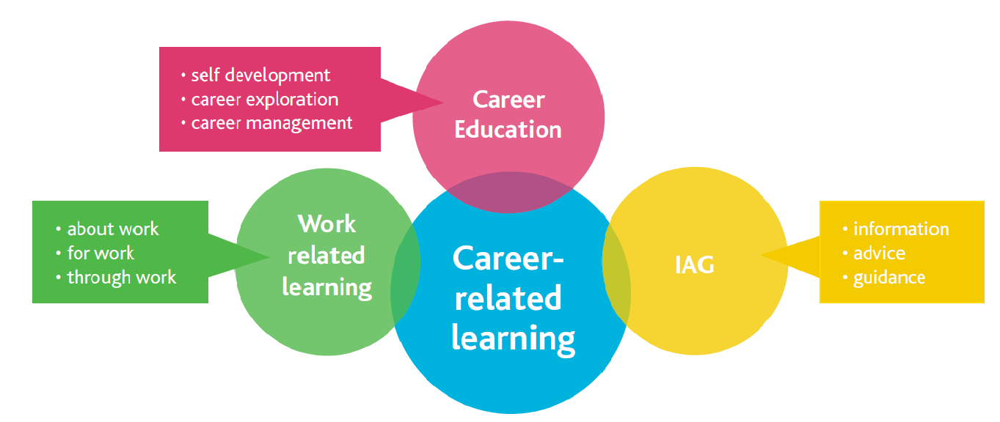 • self development
• career exploration
• career management
Career
Education
• about work
• for work
• through work
Work
related
learning
Career-
related
learning
IAG
• information
• advice
• guidance